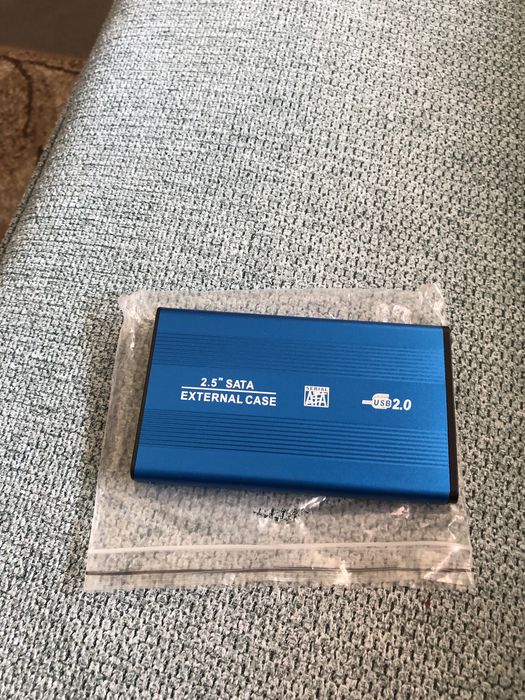 2.5" SATA
EXTERNAL CASE
SERIAL
ATA
USB 2.0